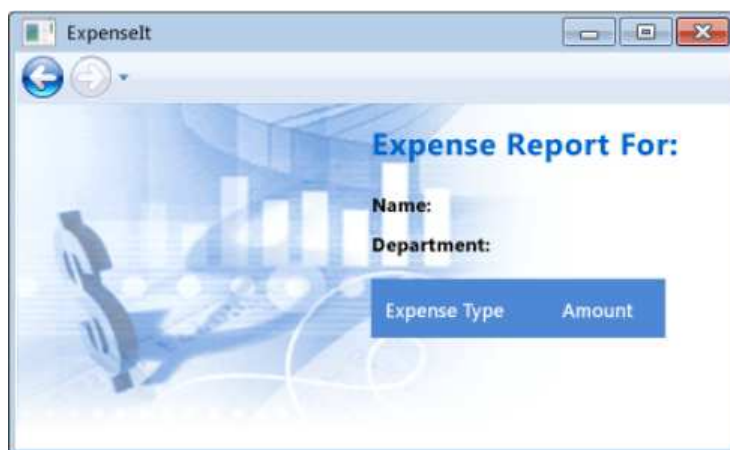 ExpenseIt
Expense Report For:
Name:
Department:
Expense Type Amount